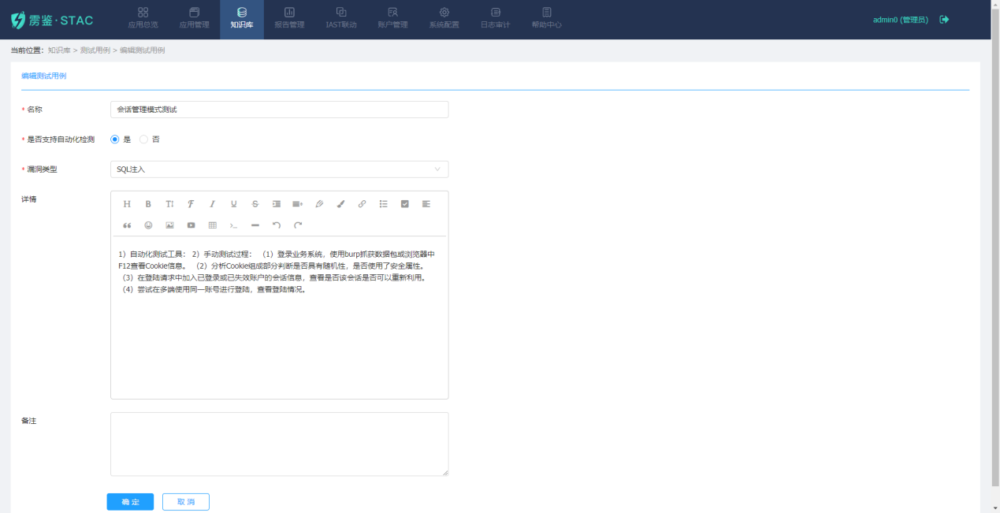 雳鉴·STAC
应用总览
应用管理
知识库
报告管理
IAST联动
账户管理
系统配置
日志审计
帮助中心
admin0 (管理员)
当前位置：知识库 > 测试用例 > 编辑测试用例
编辑测试用例
* 名称
会话管理模式测试
* 是否支持自动化检测
是
否
* 漏洞类型
SQL注入
详情
1）自动化测试工具： 2）手动测试过程： （1）登录业务系统，使用burp抓获数据包或浏览器中
F12查看Cookie信息。 （2）分析Cookie组成部分判断是否具有随机性，是否使用了安全属性。
（3）在登陆请求中加入已登录或已失效账户的会话信息，查看是否该会话是否可以重新利用。
（4）尝试在多端使用同一账号进行登陆，查看登陆情况。
备注
确 定
取 消